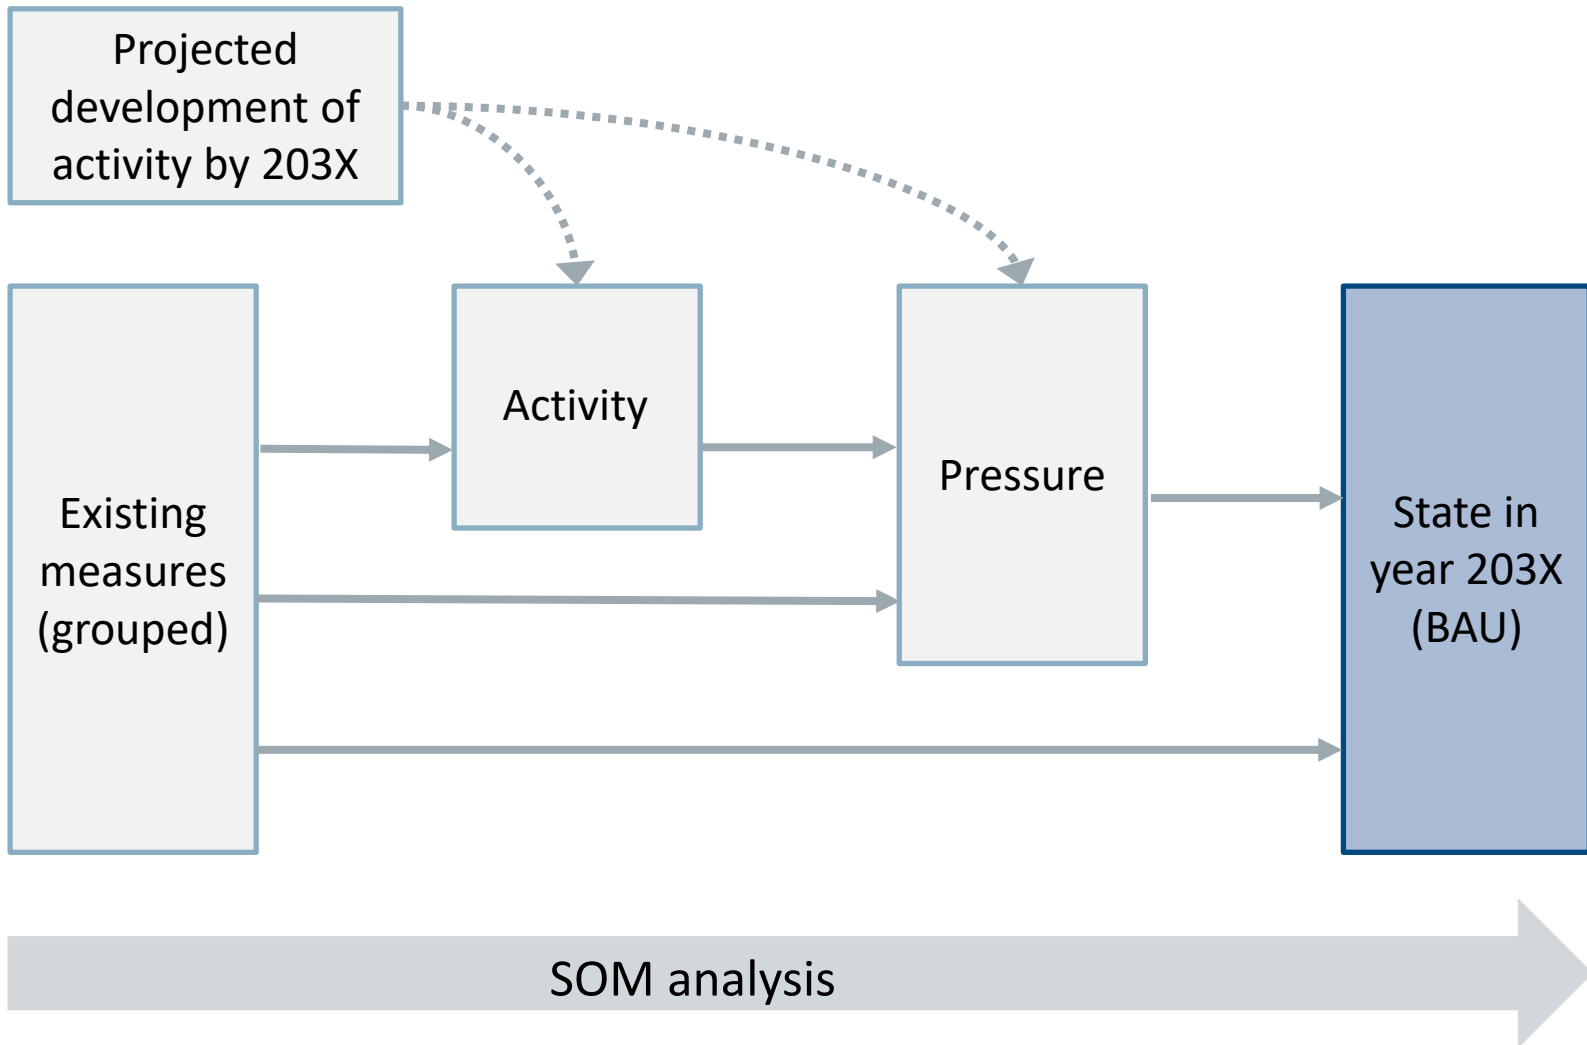 Projected
development of
activity by 203X
Existing
measures
(grouped)
Activity
Pressure
State in
year 203X
(BAU)
SOM analysis